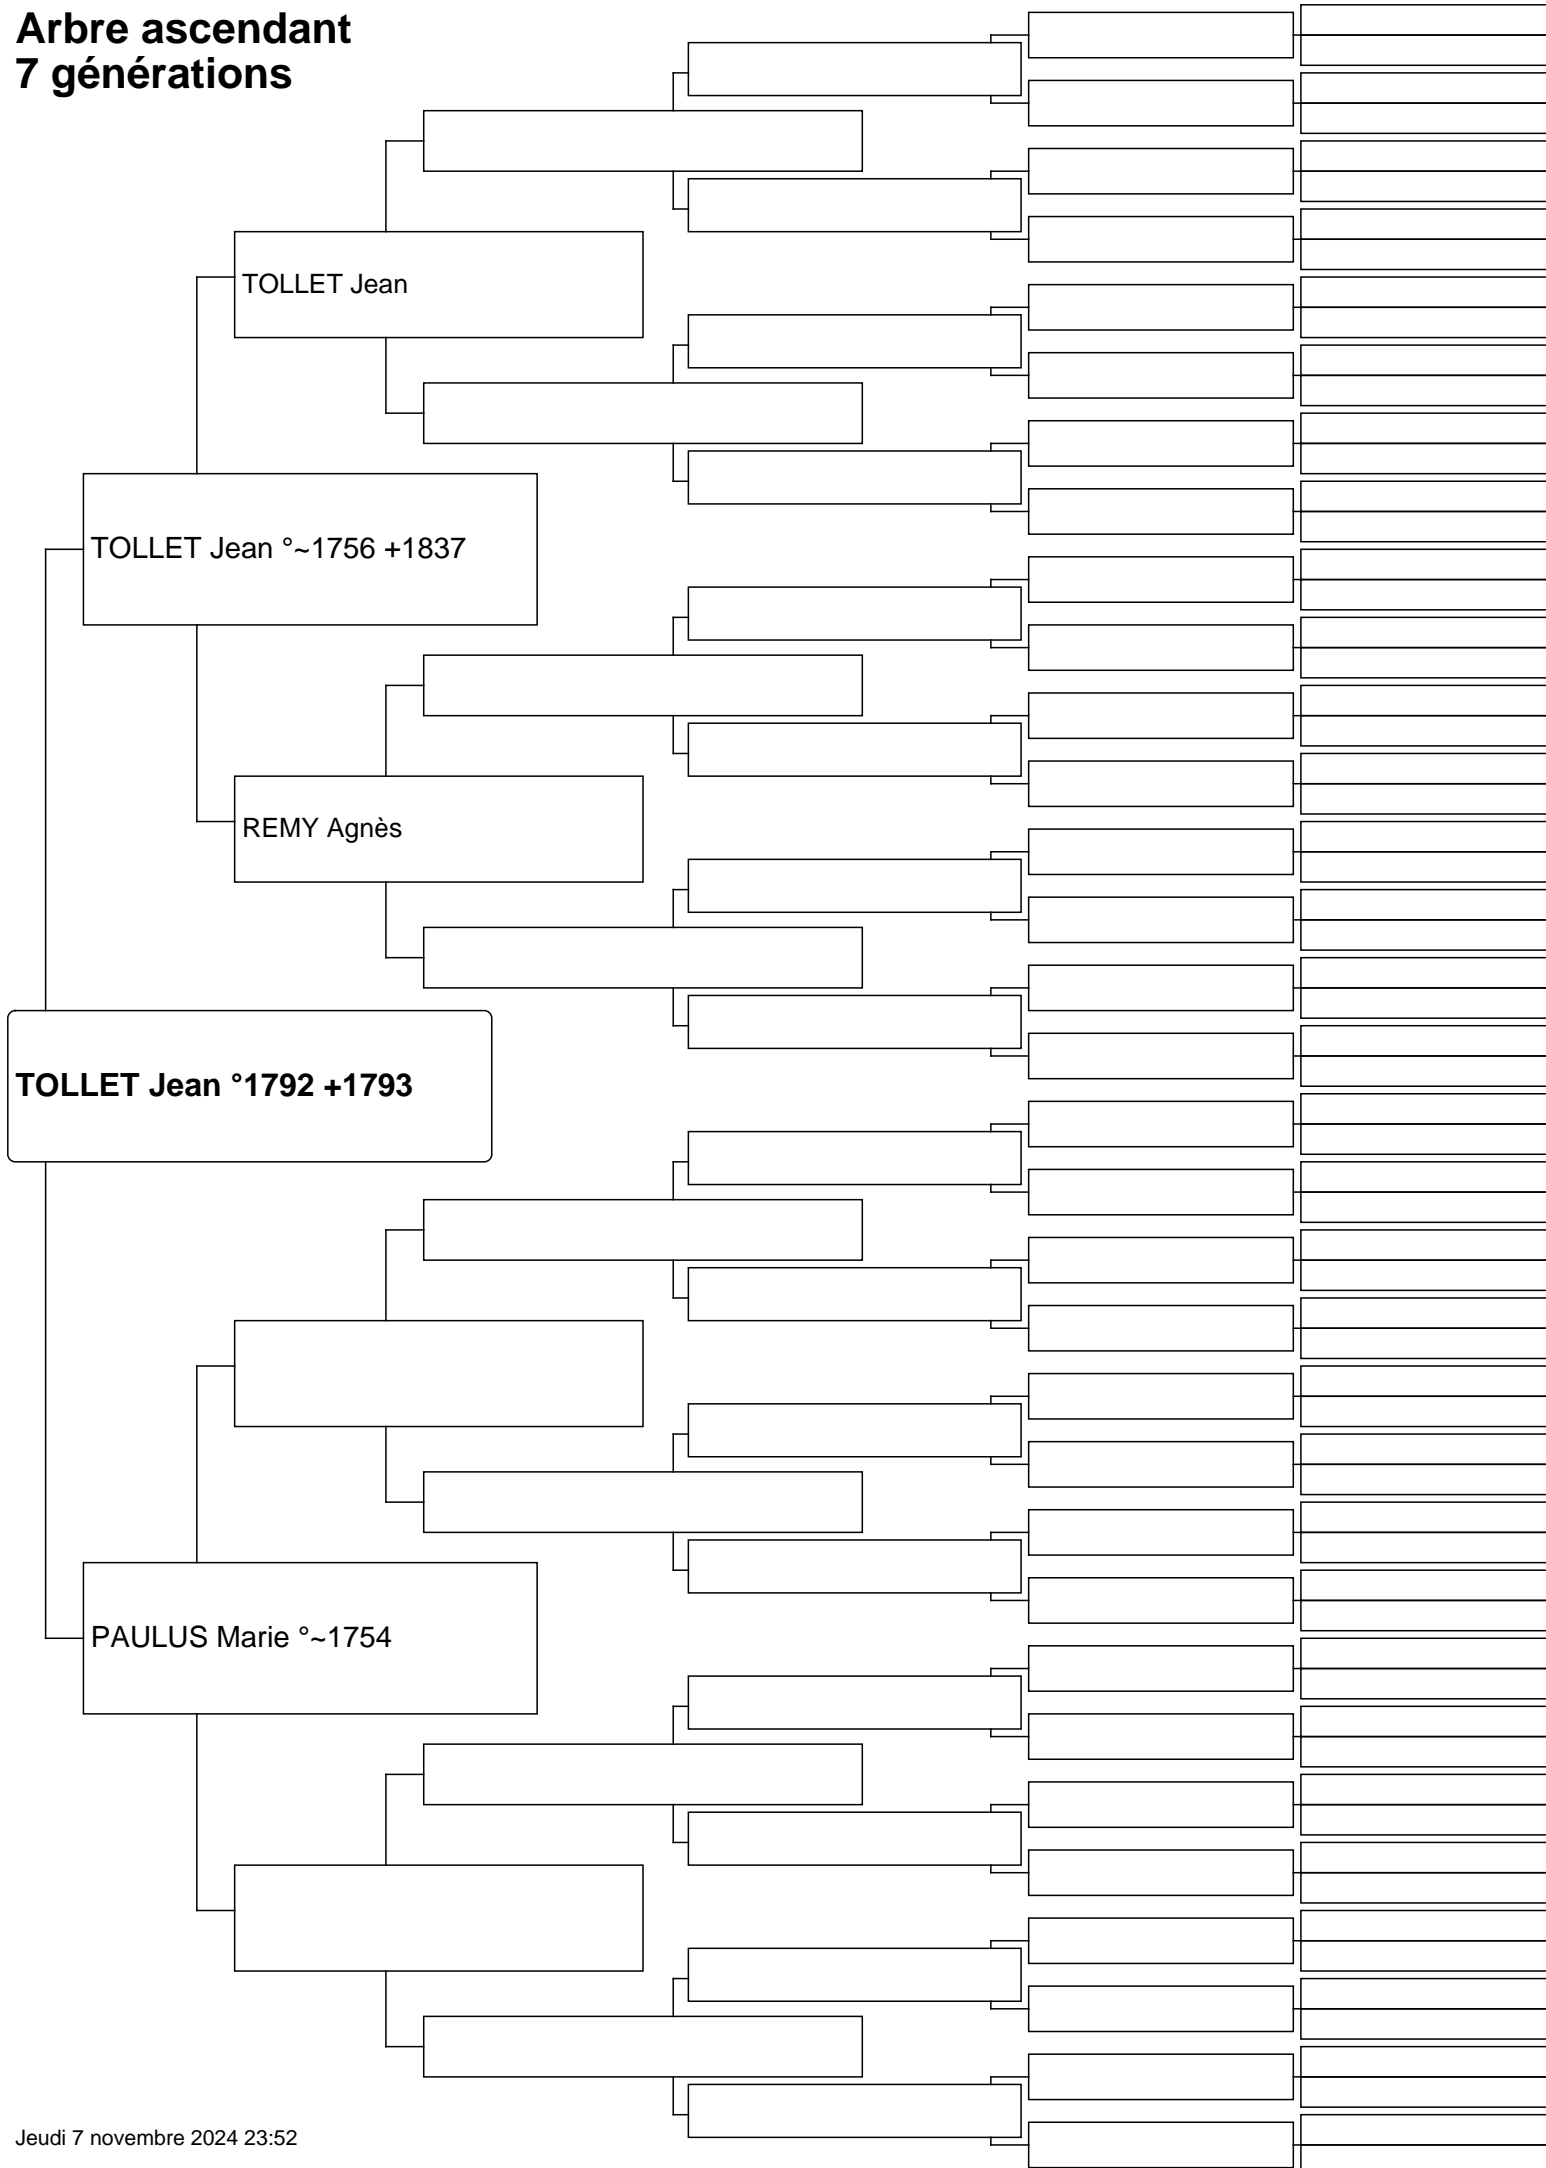 Arbre ascendant
7 générations
TOLLET Jean
TOLLET Jean °~1756 +1837
REMY Agnès
TOLLET Jean °1792 +1793
PAULUS Marie °~1754
Jeudi 7 novembre 2024 23:52